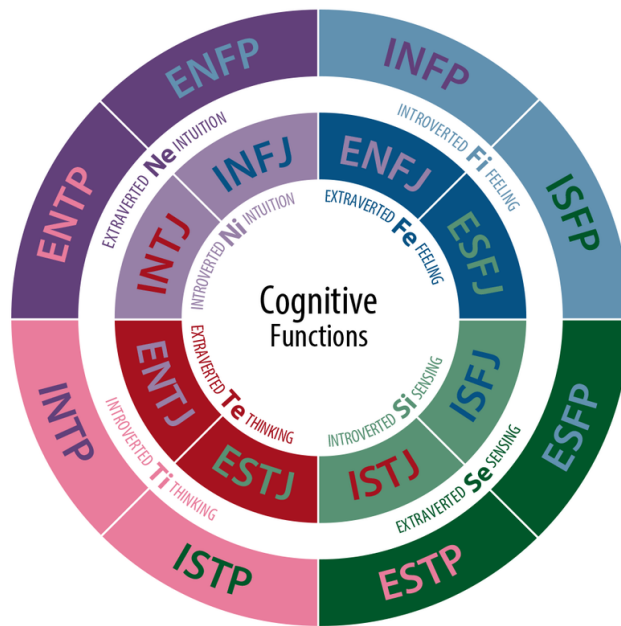 ENFP
INFP
ENTP
ISFP
EXTRAVERTED Ne INTUITION
INTROVERTED Fi FEELING
INFJ
ENFJ
INTJ
ESFJ
INTROVERTED Ni INTUITION
EXTRAVERTED Fe FEELING
Cognitive
Functions
EXTRAVERTED Te THINKING
INTROVERTED Si SENSING
ENTJ
ISFJ
ESTJ
ISTJ
INTROVERTED Ti THINKING
EXTRAVERTED Se SENSING
INTP
ESFP
ISTP
ESTP